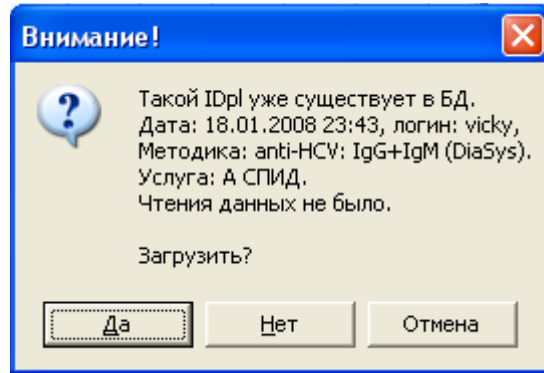 Внимание!
Такой IDpl уже существует в БД.
Дата: 18.01.2008 23:43, логин: vicky,
Методика: anti-HCV: IgG+IgM (DiaSys).
Услуга: А СПИД.
Чтения данных не было.
Загрузить?
Да
Нет
Отмена